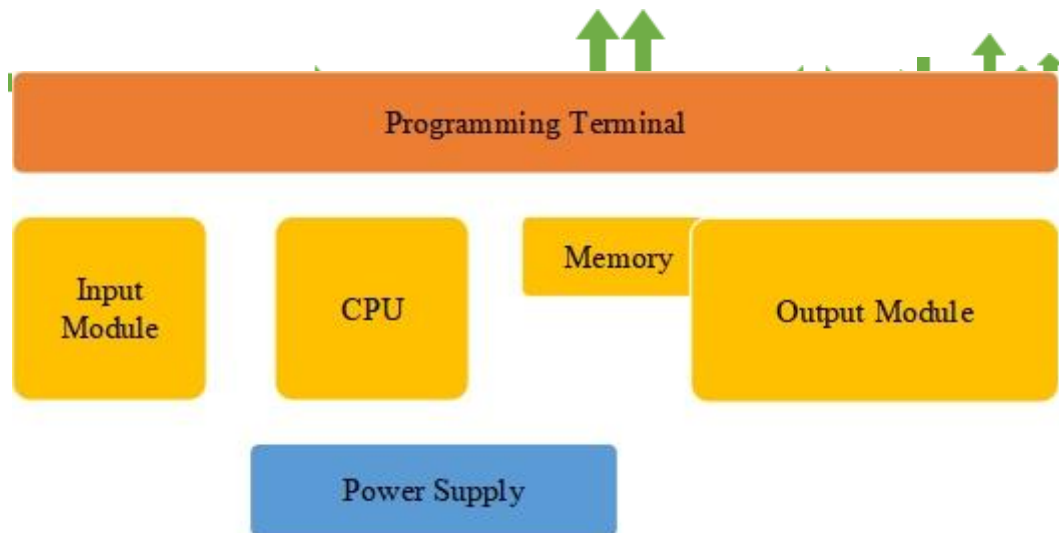 Programming Terminal
Input
Module
CPU
Memory
Output Module
Power Supply